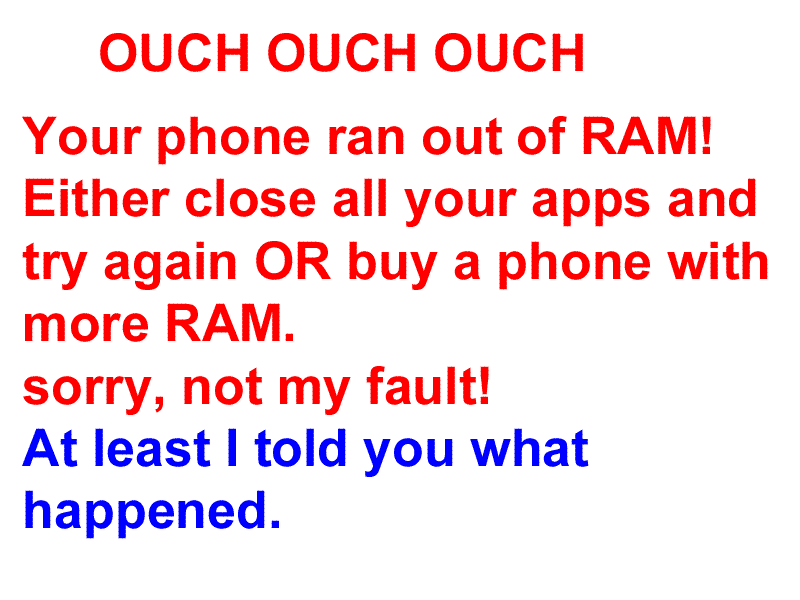 OUCH OUCH OUCH
Your phone ran out of RAM!
Either close all your apps and
try again OR buy a phone with
more RAM.
sorry, not my fault!
At least I told you what
happened.